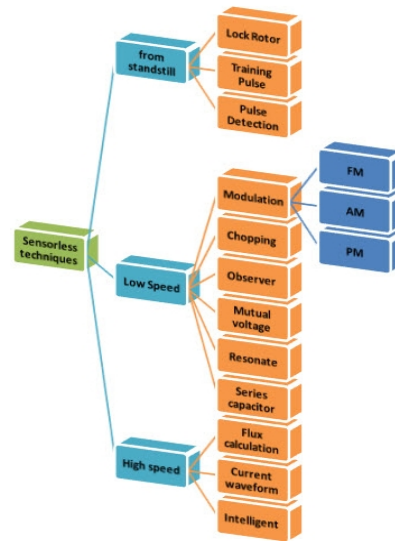 Sensorless
techniques
from
standstill
Lock Rotor
Training
Pulse
Pulse
Detection
Low Speed
Modulation
FM
AM
PM
Chopping
Observer
Mutual
voltage
Resonate
Series
capacitor
High speed
Flux
calculation
Current
waveform
Intelligent